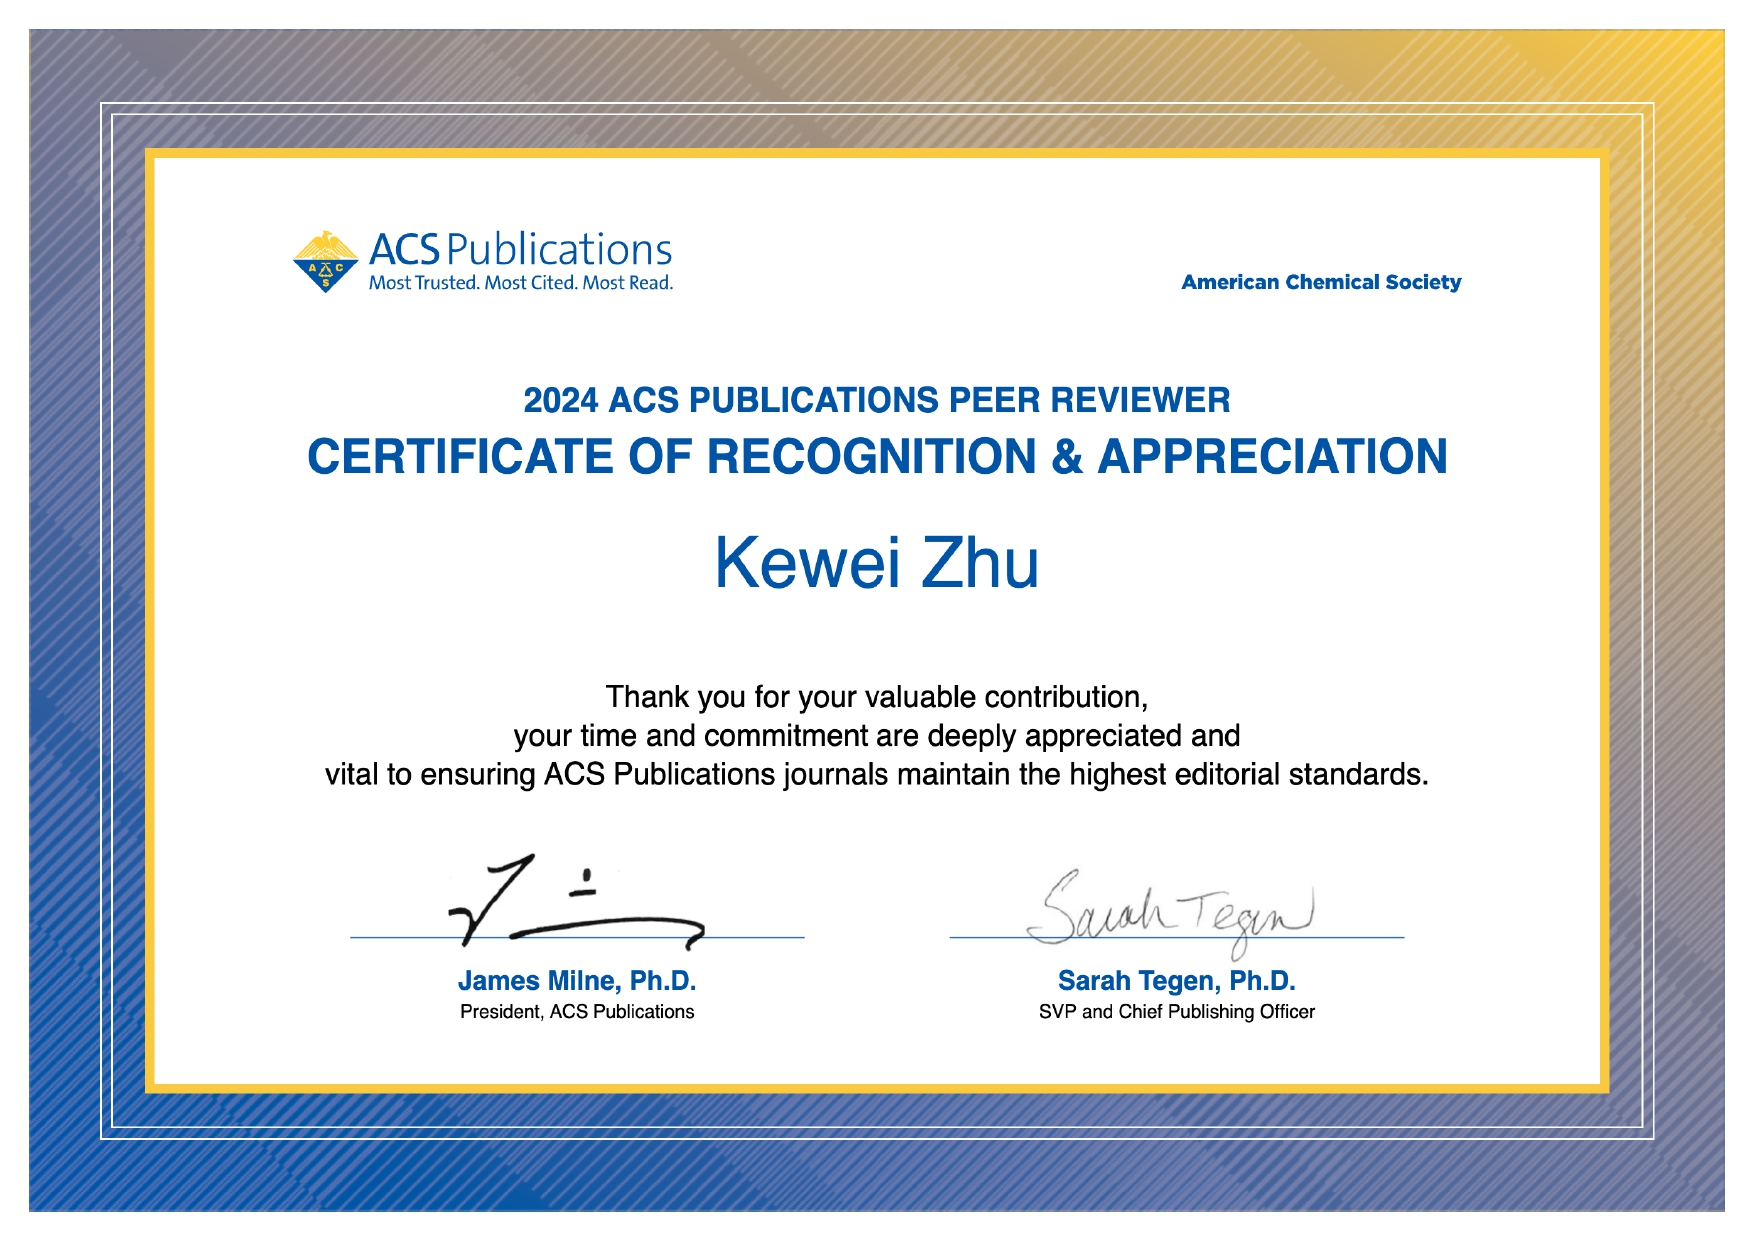 ACS Publications
Most Trusted. Most Cited. Most Read.
A C S
American Chemical Society
2024 ACS PUBLICATIONS PEER REVIEWER
CERTIFICATE OF RECOGNITION & APPRECIATION
Kewei Zhu
Thank you for your valuable contribution,
your time and commitment are deeply appreciated and
vital to ensuring ACS Publications journals maintain the highest editorial standards.
Sarah Tegen
James Milne, Ph.D.
President, ACS Publications
Sarah Tegen, Ph.D.
SVP and Chief Publishing Officer